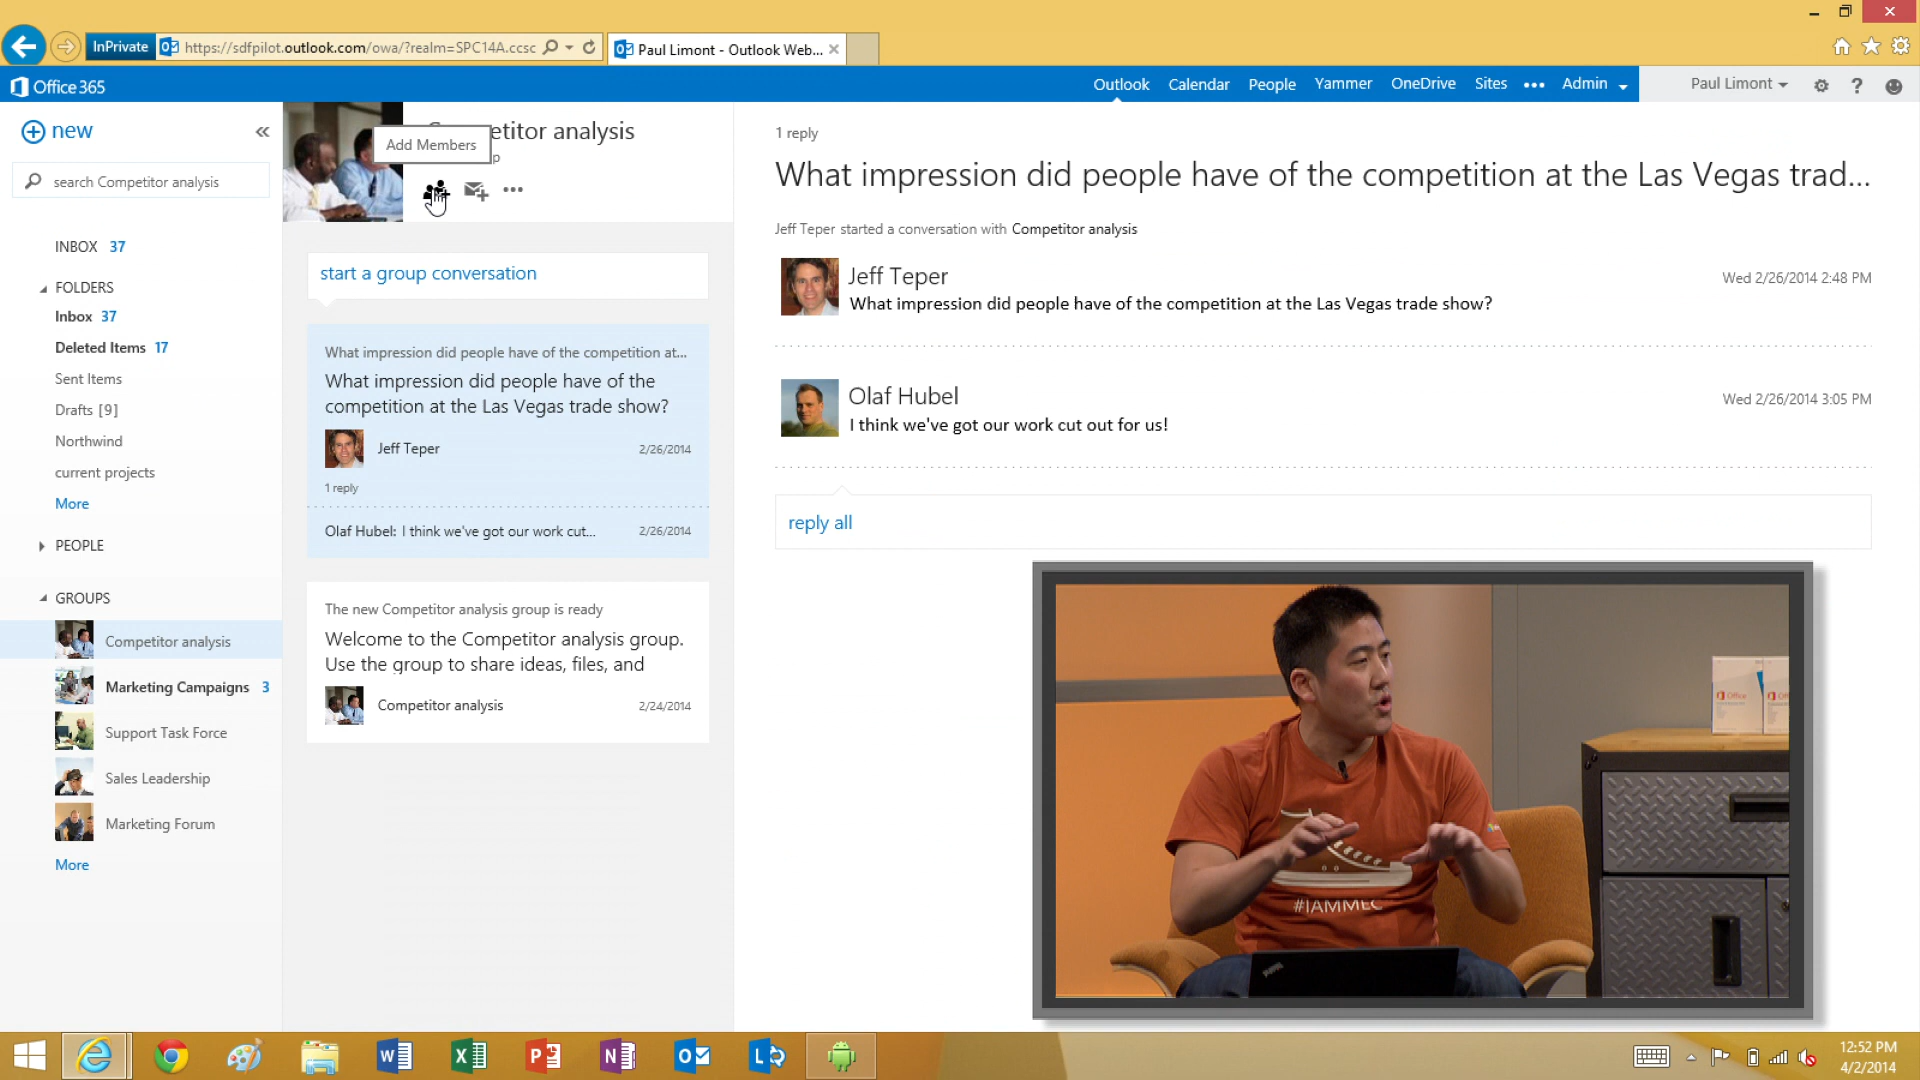 InPrivate
https://sdfpilot.outlook.com/owa/?realm=SPC14A.ccsc
Paul Limont - Outlook Web...
Office 365
Outlook
Calendar
People
Yammer
OneDrive
Sites
Admin
Paul Limont
?
new
search Competitor analysis
INBOX 37
FOLDERS
Inbox 37
Deleted Items 17
Sent Items
Drafts [9]
Northwind
current projects
More
PEOPLE
GROUPS
Competitor analysis
Marketing Campaigns 3
Support Task Force
Sales Leadership
Marketing Forum
More
Add Members
etitor analysis
p
start a group conversation
What impression did people have of the competition at...
What impression did people have of the
competition at the Las Vegas trade show?
Jeff Teper 2/26/2014
1 reply
Olaf Hubel: I think we've got our work cut... 2/26/2014
The new Competitor analysis group is ready
Welcome to the Competitor analysis group.
Use the group to share ideas, files, and
Competitor analysis 2/24/2014
1 reply
What impression did people have of the competition at the Las Vegas trad...
Jeff Teper started a conversation with Competitor analysis
Jeff Teper Wed 2/26/2014 2:48 PM
What impression did people have of the competition at the Las Vegas trade show?
Olaf Hubel Wed 2/26/2014 3:05 PM
I think we've got our work cut out for us!
reply all
Office
#IAMMEC
12:52 PM
4/2/2014